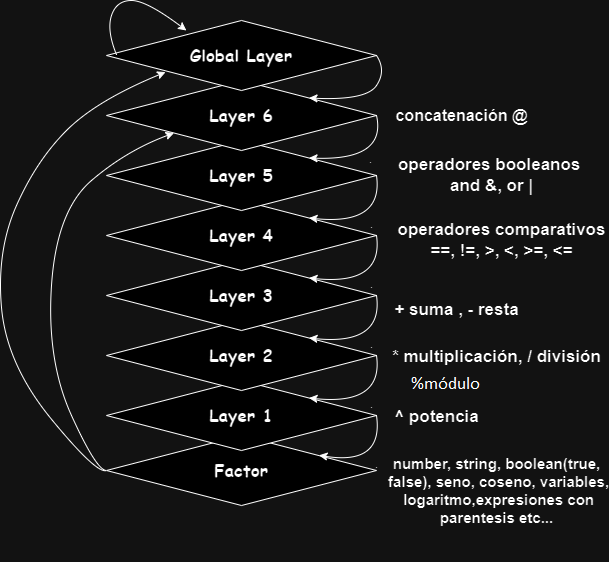 Global Layer
Layer 6
concatenación @
Layer 5
operadores booleanos
and &, or |
Layer 4
operadores comparativos
==, !=, >, <, >=, <=
Layer 3
+ suma , - resta
Layer 2
* multiplicación, / división
%módulo
Layer 1
^ potencia
Factor
number, string, boolean(true,
false), seno, coseno, variables,
logaritmo,expresiones con
parentesis etc...